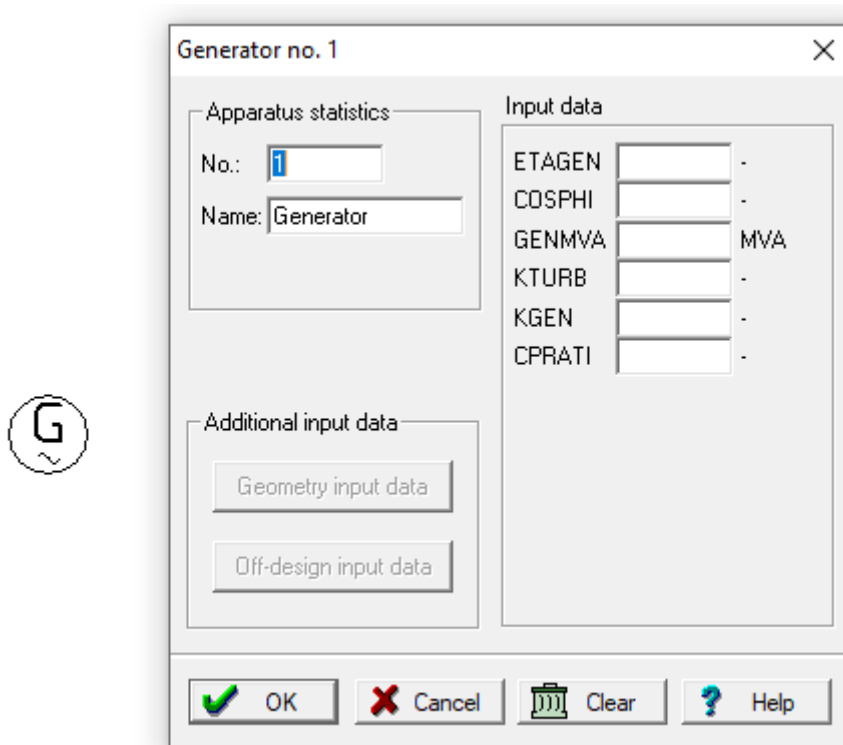 Generator no. 1
Apparatus statistics
No.: 1
Name: Generator
Input data
ETAGEN -
COSPHI -
GENMVA MVA
KTURB -
KGEN -
CPRATI -
G
Additional input data
Geometry input data
Off-design input data
OK Cancel Clear Help